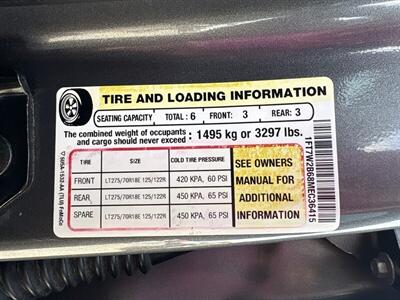 TIRE AND LOADING INFORMATION
SEATING CAPACITY TOTAL: 6 FRONT: 3 REAR: 3
The combined weight of occupants and cargo should never exceed : 1495 kg or 3297 lbs.
TIRE SIZE COLD TIRE PRESSURE
FRONT LT275/70R18E 125/122R 420 KPA, 60 PSI
REAR LT275/70R18E 125/122R 450 KPA, 65 PSI
SPARE LT275/70R18E 125/122R 450 KPA, 65 PSI
SEE OWNERS
MANUAL FOR
ADDITIONAL
INFORMATION
1FT7W2B68MEC36415